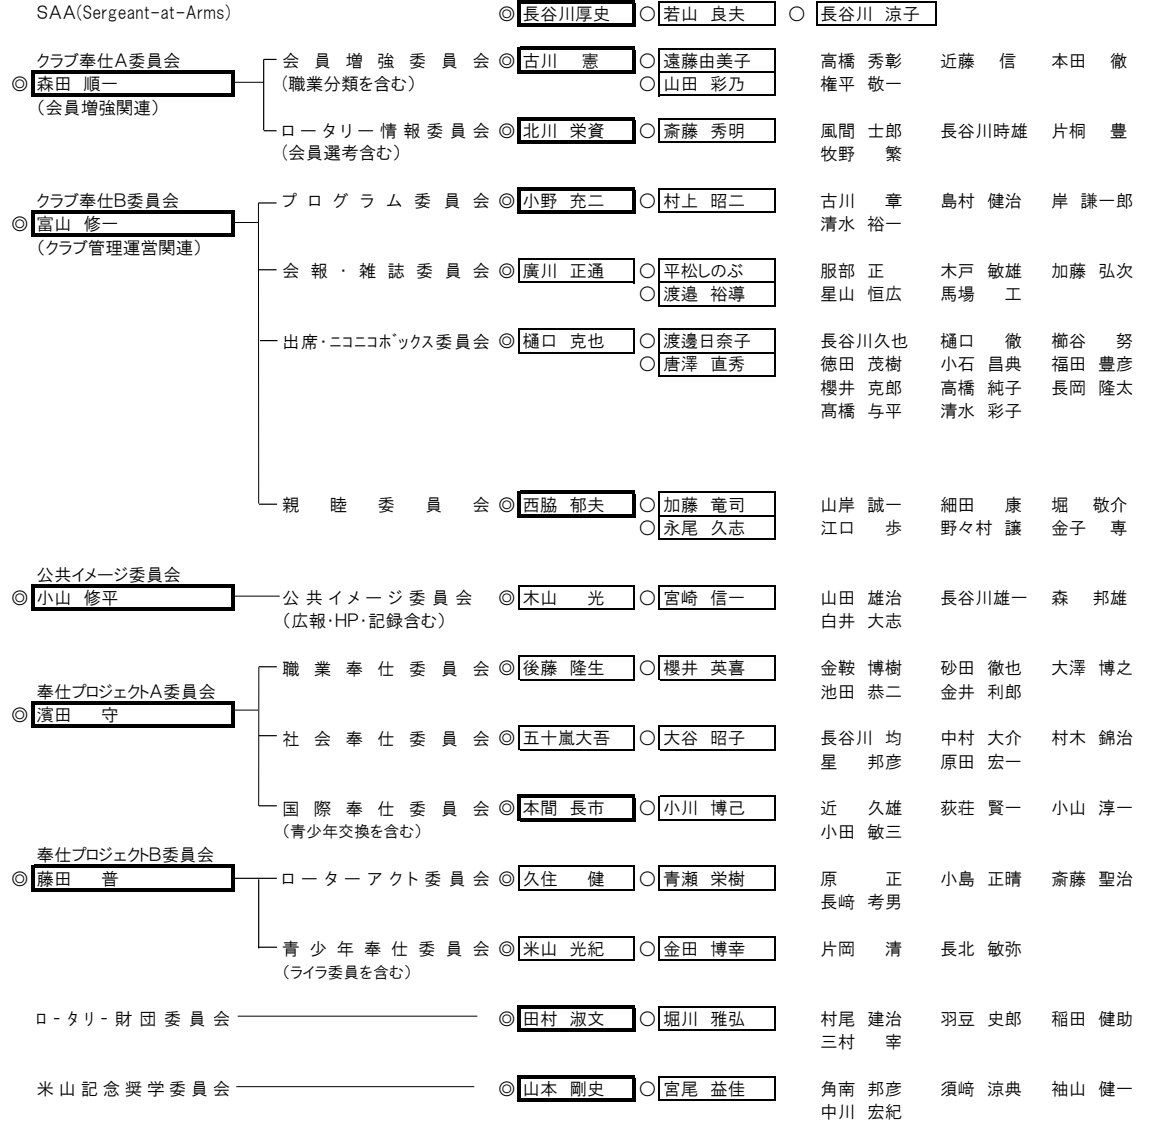 SAA(Sergeant-at-Arms) ◎ 長谷川厚史 ○ 若山 良夫 ○ 長谷川 涼子
クラブ奉仕A委員会 会員増強委員会 ◎ 古川 憲 ○ 遠藤由美子 高橋 秀彰 近藤 信 本田 徹
◎ 森田 順一 (職業分類を含む) ○ 山田 彩乃 権平 敬一
(会員増強関連)
ロータリー情報委員会 ◎ 北川 栄資 ○ 斎藤 秀明 風間 士郎 長谷川時雄 片桐 豊
(会員選考含む) 牧野 繁
クラブ奉仕B委員会 プログラム委員会 ◎ 小野 充二 ○ 村上 昭二 古川 章 島村 健治 岸 謙一郎
◎ 富山 修一 清水 裕一
(クラブ管理運営関連)
会報・雑誌委員会 ◎ 廣川 正通 ○ 平松しのぶ 服部 正 木戸 敏雄 加藤 弘次
○ 渡邉 裕導 星山 恒広 馬場 工
出席・ニコニコボックス委員会 ◎ 樋口 克也 ○ 渡邊日奈子 長谷川久也 樋口 徹 櫛谷 努
○ 唐澤 直秀 徳田 茂樹 小石 昌典 福田 豊彦
櫻井 克郎 高橋 純子 長岡 隆太
髙橋 与平 清水 彩子
親睦委員会 ◎ 西脇 郁夫 ○ 加藤 竜司 山岸 誠一 細田 康 堀 敬介
○ 永尾 久志 江口 歩 野々村 譲 金子 専
公共イメージ委員会
◎ 小山 修平 公共イメージ委員会 ◎ 木山 光 ○ 宮崎 信一 山田 雄治 長谷川雄一 森 邦雄
(広報・HP・記録含む) 白井 大志
職業奉仕委員会 ◎ 後藤 隆生 ○ 櫻井 英喜 金鞍 博樹 砂田 徹也 大澤 博之
奉仕プロジェクトA委員会 池田 恭二 金井 利郎
◎ 濱田 守
社会奉仕委員会 ◎ 五十嵐大吾 ○ 大谷 昭子 長谷川 均 中村 大介 村木 錦治
星 邦彦 原田 宏一
国際奉仕委員会 ◎ 本間 長市 ○ 小川 博己 近 久雄 荻荘 賢一 小山 淳一
(青少年交換を含む) 小田 敏三
奉仕プロジェクトB委員会
◎ 藤田 普 ローターアクト委員会 ◎ 久住 健 ○ 青瀬 栄樹 原 正 小島 正晴 斎藤 聖治
長﨑 考男
青少年奉仕委員会 ◎ 米山 光紀 ○ 金田 博幸 片岡 清 長北 敏弥
(ライラ委員を含む)
ロータリー財団委員会 ◎ 田村 淑文 ○ 堀川 雅弘 村尾 建治 羽豆 史郎 稲田 健助
三村 宰
米山記念奨学委員会 ◎ 山本 剛史 ○ 宮尾 益佳 角南 邦彦 須﨑 涼典 袖山 健一
中川 宏紀